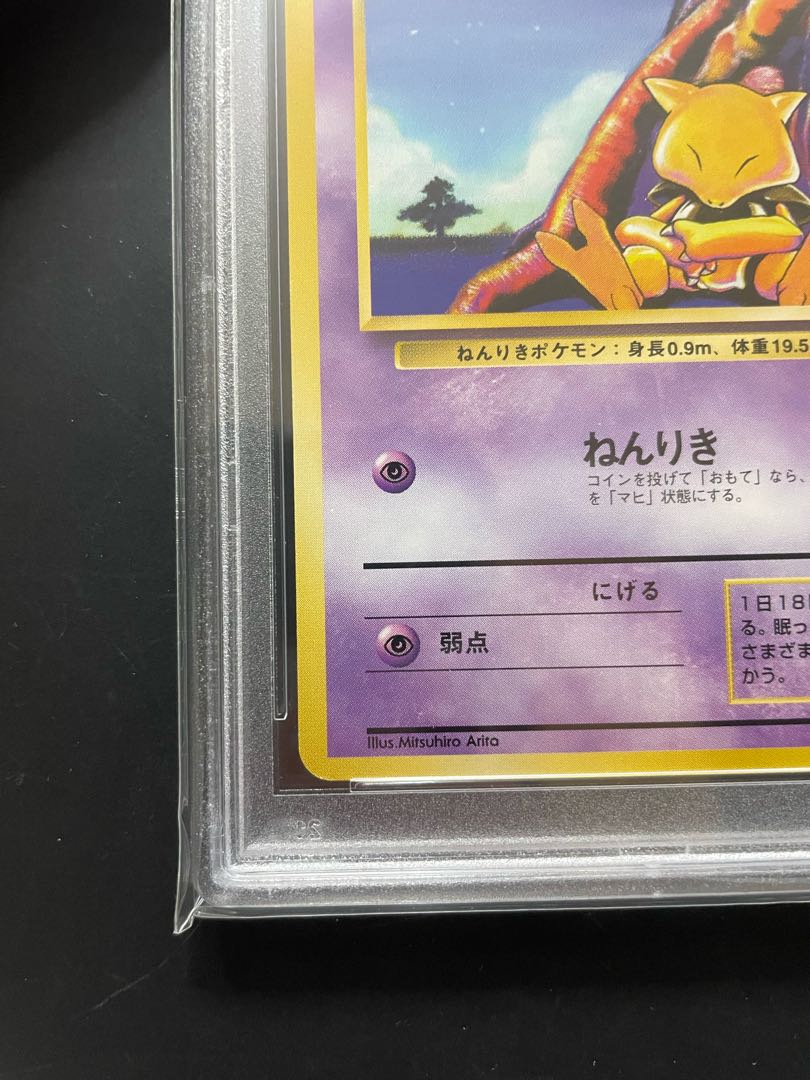 ねんりきポケモン：身長0.9m、体重19.5
ねんりき
コインを投げて「おもて」なら、
を「マヒ」状態にする。
にげる
弱点
1日18
る。眠っ
さまざま
かう。
Illus.Mitsuhiro Arita